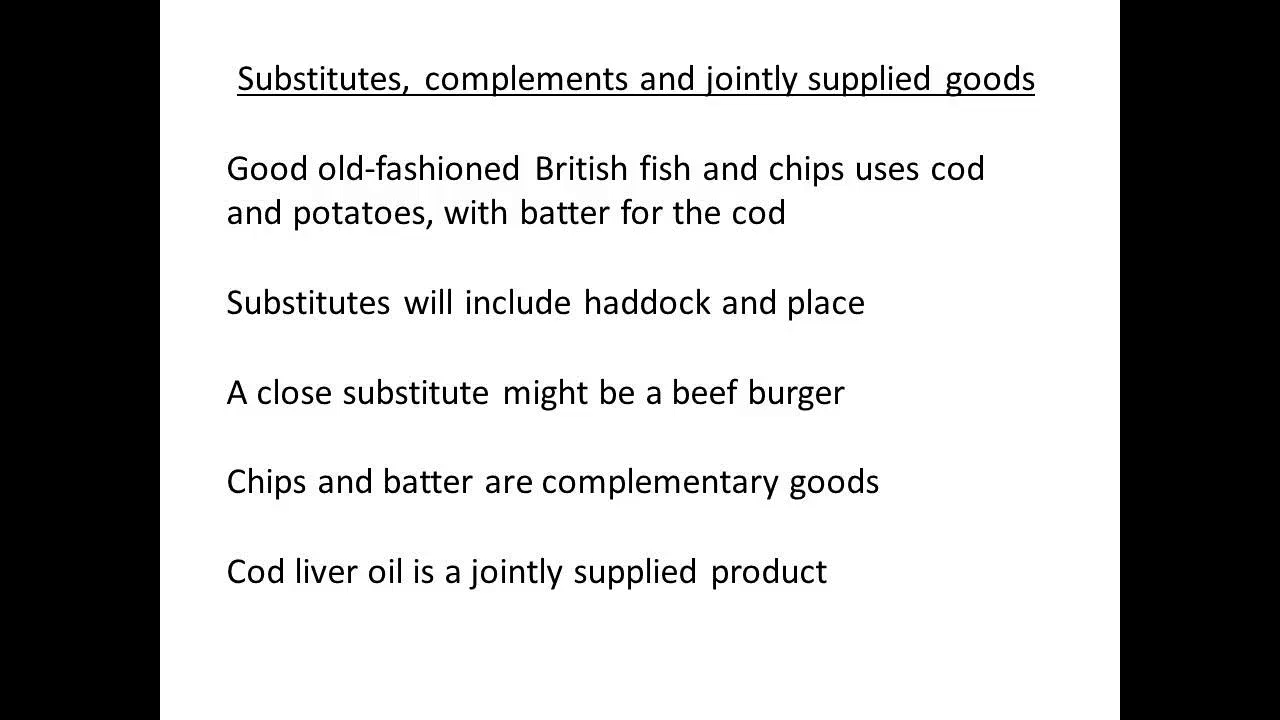 Substitutes, complements and jointly supplied goods
Good old-fashioned British fish and chips uses cod
and potatoes, with batter for the cod
Substitutes will include haddock and place
A close substitute might be a beef burger
Chips and batter are complementary goods
Cod liver oil is a jointly supplied product